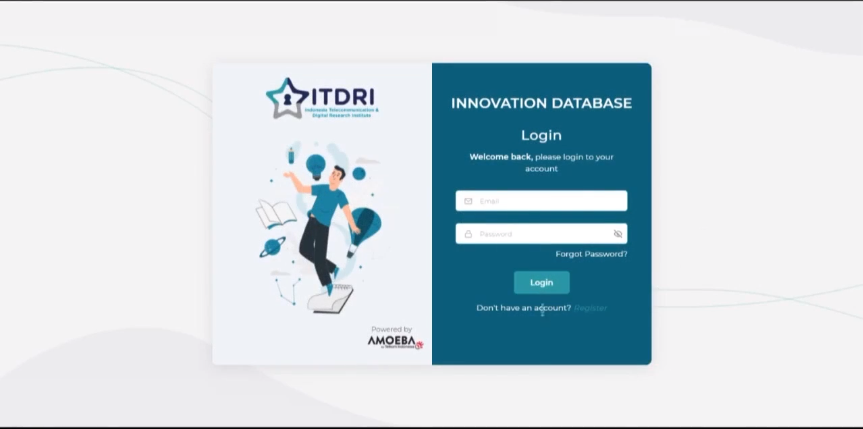 ITDRI
Indonesia Telecommunication &
Digital Research Institute
Powered by
AMOEBA
INNOVATION DATABASE
Login
Welcome back, please login to your
account
Email
Password
Forgot Password?
Login
Don't have an account? Register